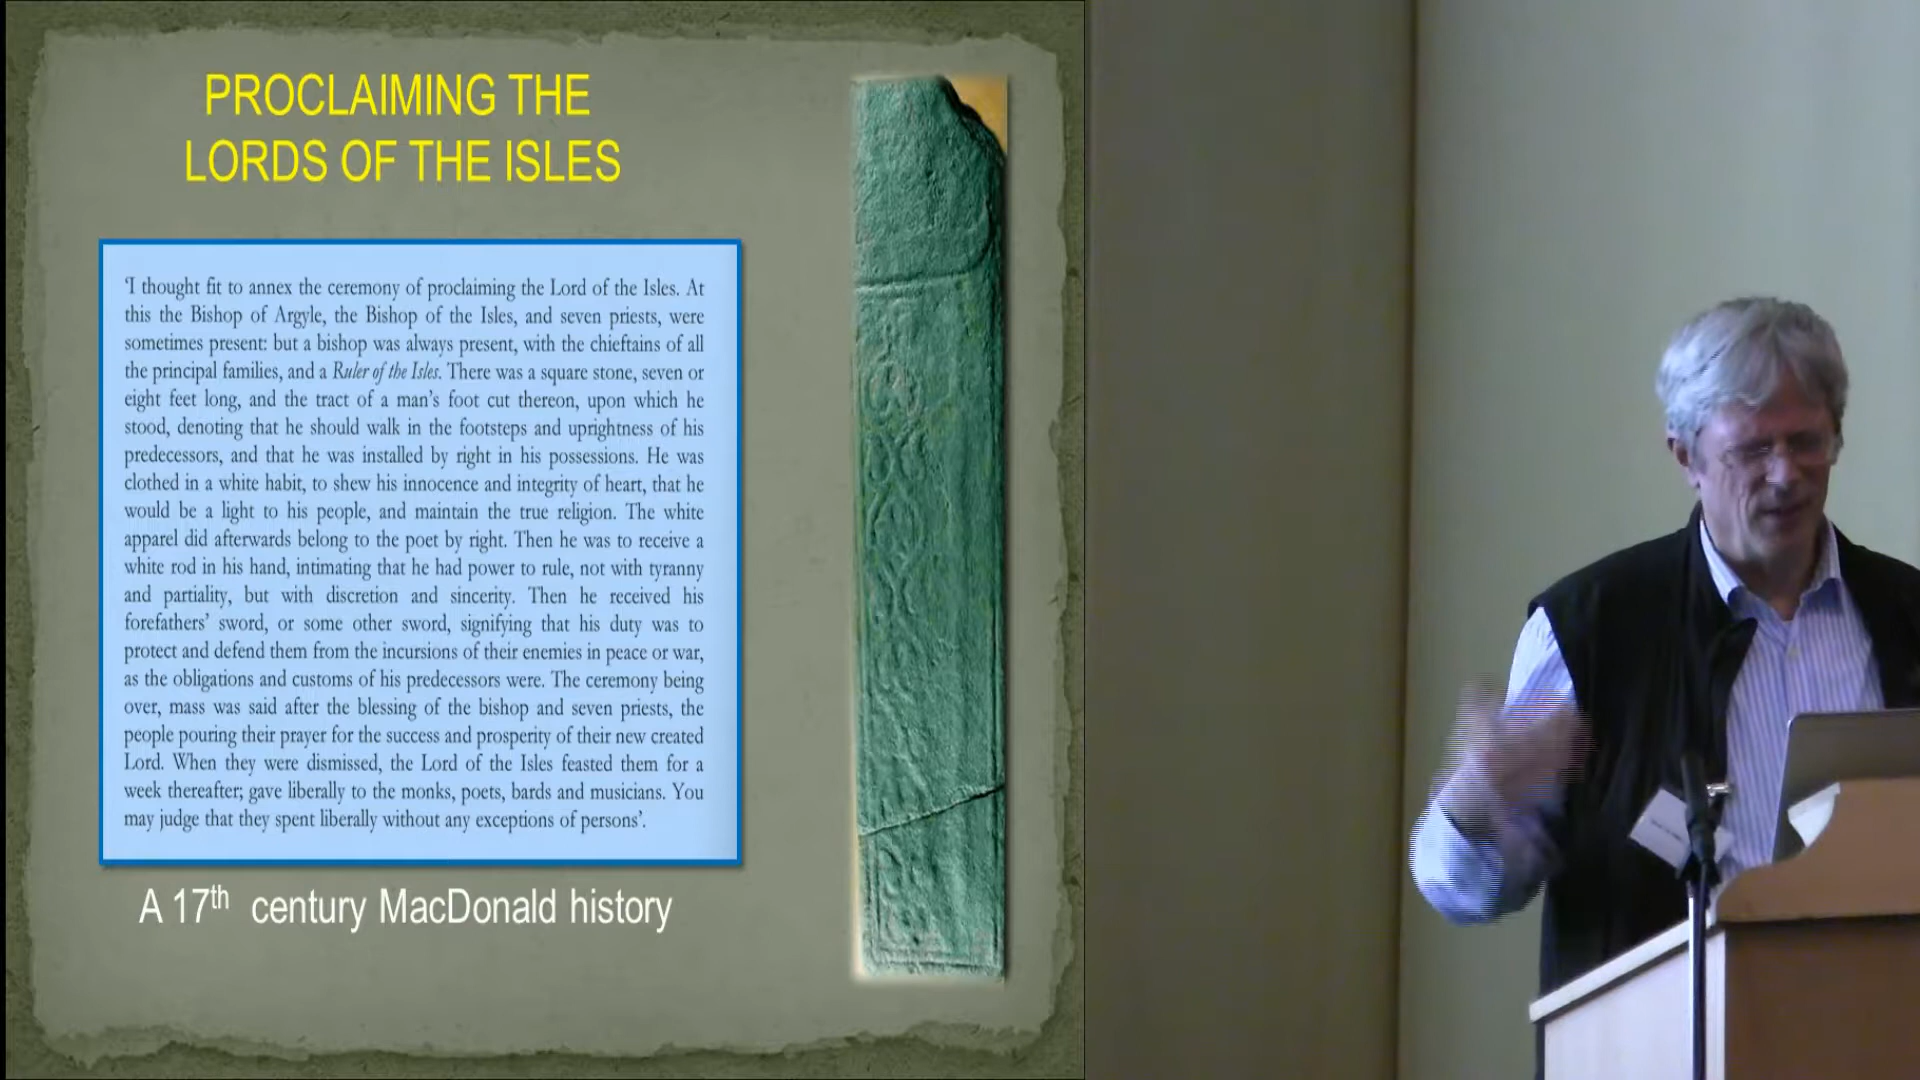 PROCLAIMING THE
LORDS OF THE ISLES
‘I thought fit to annex the ceremony of proclaiming the Lord of the Isles. At
this the Bishop of Argyle, the Bishop of the Isles, and seven priests, were
sometimes present: but a bishop was always present, with the chieftains of all
the principal families, and a Ruler of the Isles. There was a square stone, seven or
eight feet long, and the tract of a man’s foot cut thereon, upon which he
stood, denoting that he should walk in the footsteps and uprightness of his
predecessors, and that he was installed by right in his possessions. He was
clothed in a white habit, to shew his innocence and integrity of heart, that he
would be a light to his people, and maintain the true religion. The white
apparel did afterwards belong to the poet by right. Then he was to receive a
white rod in his hand, intimating that he had power to rule, not with tyranny
and partiality, but with discretion and sincerity. Then he received his
forefathers’ sword, or some other sword, signifying that his duty was to
protect and defend them from the incursions of their enemies in peace or war,
as the obligations and customs of his predecessors were. The ceremony being
over, mass was said after the blessing of the bishop and seven priests, the
people pouring their prayer for the success and prosperity of their new created
Lord. When they were dismissed, the Lord of the Isles feasted them for a
week thereafter; gave liberally to the monks, poets, bards and musicians. You
may judge that they spent liberally without any exceptions of persons’.
A 17th century MacDonald history